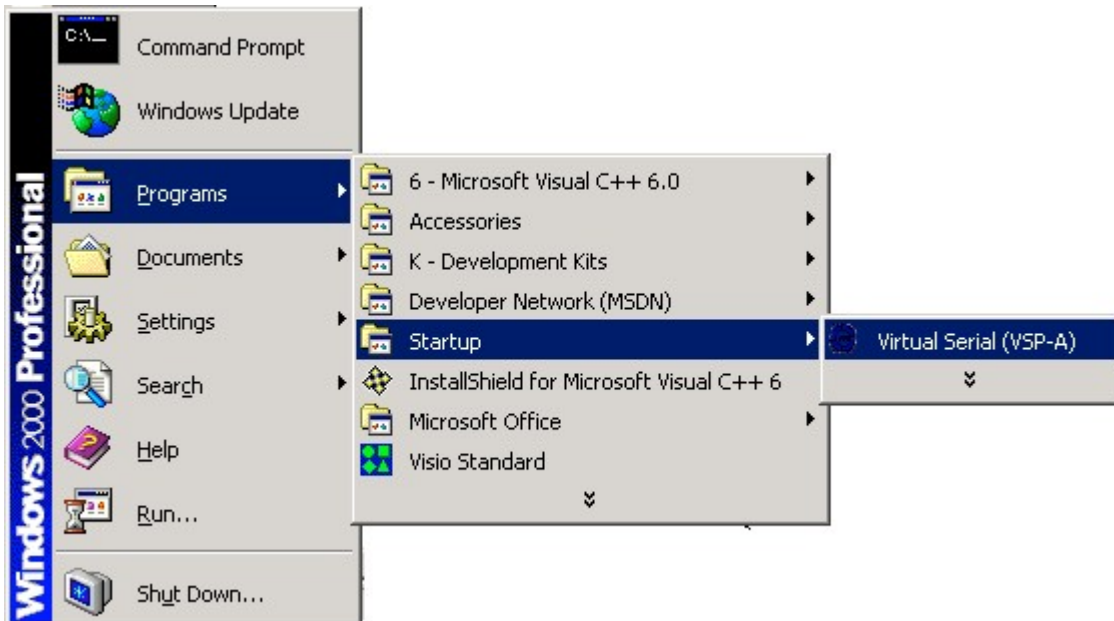 C:\_
Command Prompt
Windows Update
Programs
Documents
Settings
Search
Help
Run...
Shut Down...
Windows 2000 Professional
6 - Microsoft Visual C++ 6.0
Accessories
K - Development Kits
Developer Network (MSDN)
Startup
InstallShield for Microsoft Visual C++ 6
Microsoft Office
Visio Standard
Virtual Serial (VSP-A)